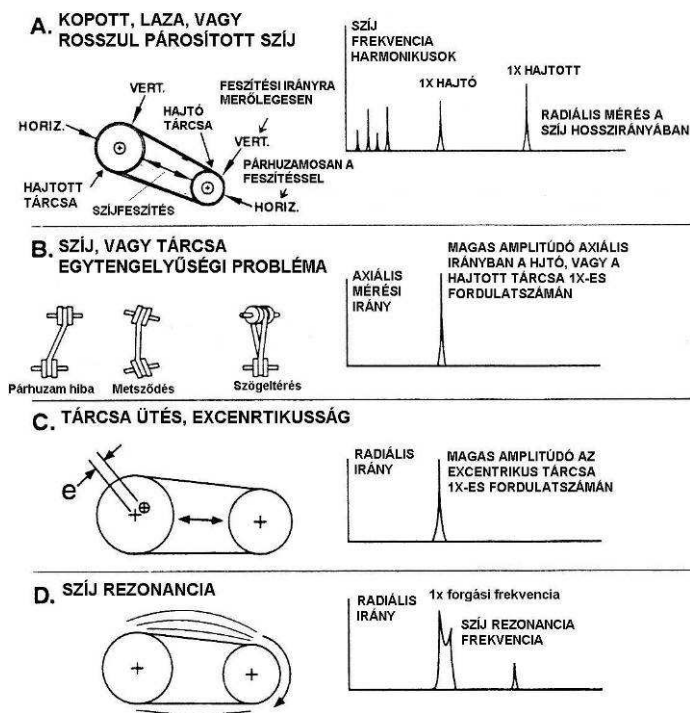 A. KOPOTT, LAZA, VAGY
ROSSZUL PÁROSÍTOTT SZÍJ
VERT.
FESZÍTÉSI IRÁNYRA
MERŐLEGESEN
HAJTÓ
TÁRCSA
HORIZ.
VERT.
PÁRHUZAMOSAN A
FESZÍTÉSSEL
HAJTOTT
TÁRCSA
SZÍJFESZÍTÉS
HORIZ.
SZÍJ
FREKVENCIA
HARMONIKUSOK
1X HAJTÓ
1X HAJTOTT
RADIÁLIS MÉRÉS A
SZÍJ HOSSZIRÁNYÁBAN
B. SZÍJ, VAGY TÁRCSA
EGYTENGELYŰSÉGI PROBLÉMA
Párhuzam hiba
Metsződés
Szögeltérés
AXIÁLIS
MÉRÉSI
IRÁNY
MAGAS AMPLITÚDÓ AXIÁLIS
IRÁNYBAN A HJTÓ, VAGY A
HAJTOTT TÁRCSA 1X-ES
FORDULATSZÁMÁN
C. TÁRCSA ÜTÉS, EXCENRTIKUSSÁG
e
RADIÁLIS
IRÁNY
MAGAS AMPLITÚDÓ AZ
EXCENTRIKUS TÁRCSA
1X-ES FORDULATSZÁMÁN
D. SZÍJ REZONANCIA
RADIÁLIS
IRÁNY
1x forgási frekvencia
SZÍJ REZONANCIA
FREKVENCIA